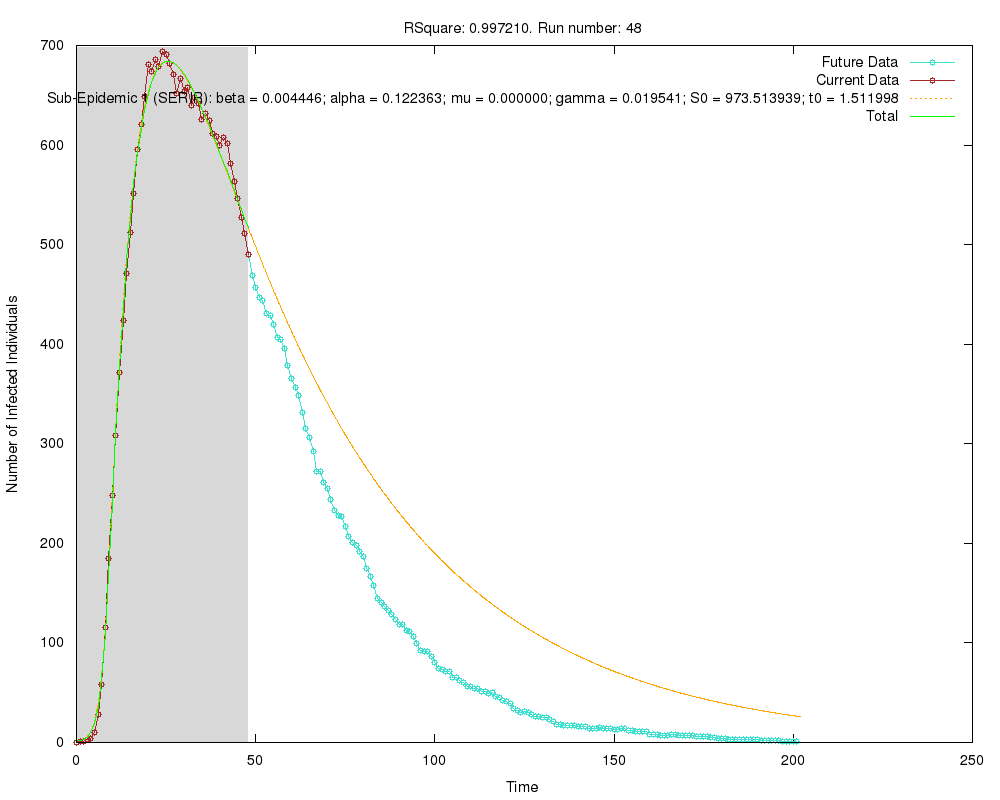 RSquare: 0.997210. Run number: 48
700
600
500
400
300
200
100
0
Number of Infected Individuals
Future Data
Current Data
Sub-Epidemic (SEIR): beta = 0.004446; alpha = 0.122363; mu = 0.000000; gamma = 0.019541; S0 = 973.513939; t0 = 1.511998
Total
0 50 100 150 200 250
Time